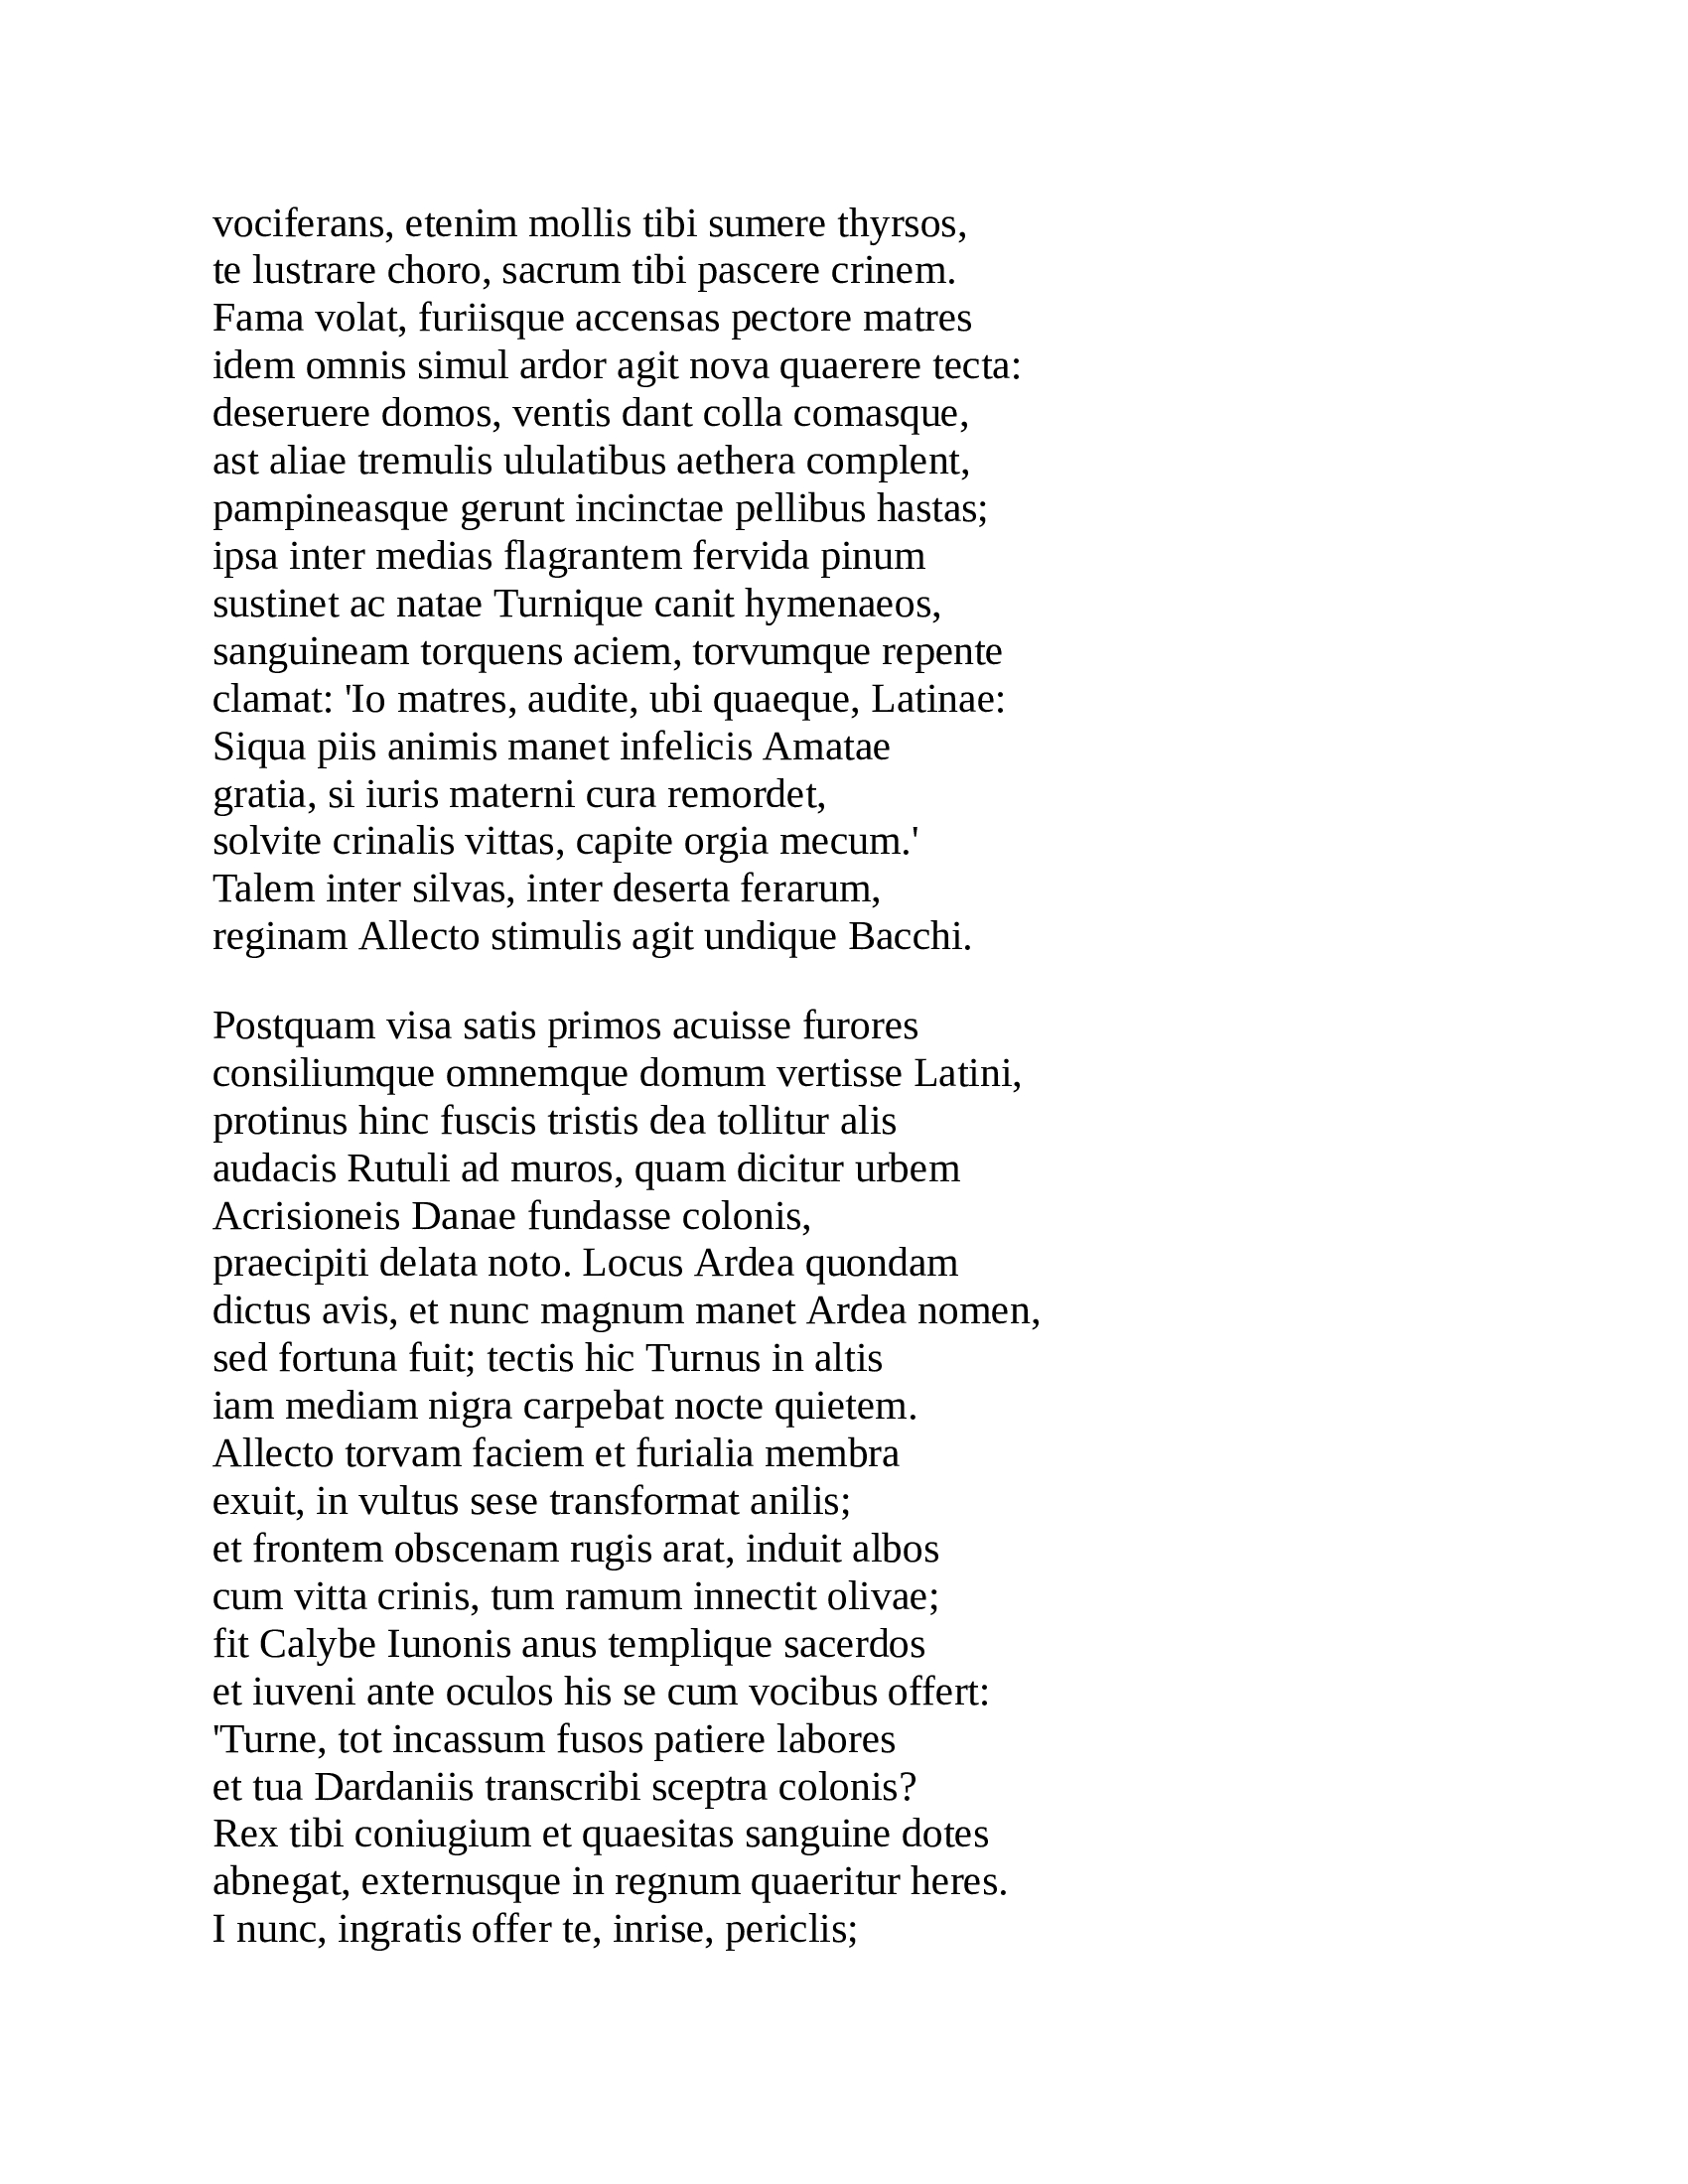 vociferans, etenim mollis tibi sumere thyrsos,
te lustrare choro, sacrum tibi pascere crinem.
Fama volat, furiisque accensas pectore matres
idem omnis simul ardor agit nova quaerere tecta:
deseruere domos, ventis dant colla comasque,
ast aliae tremulis ululatibus aethera complent,
pampineasque gerunt incinctae pellibus hastas;
ipsa inter medias flagrantem fervida pinum
sustinet ac natae Turnique canit hymenaeos,
sanguineam torquens aciem, torvumque repente
clamat: 'Io matres, audite, ubi quaeque, Latinae:
Siqua piis animis manet infelicis Amatae
gratia, si iuris materni cura remordet,
solvite crinalis vittas, capite orgia mecum.'
Talem inter silvas, inter deserta ferarum,
reginam Allecto stimulis agit undique Bacchi.

Postquam visa satis primos acuisse furores
consiliumque omnemque domum vertisse Latini,
protinus hinc fuscis tristis dea tollitur alis
audacis Rutuli ad muros, quam dicitur urbem
Acrisioneis Danae fundasse colonis,
praecipiti delata noto. Locus Ardea quondam
dictus avis, et nunc magnum manet Ardea nomen,
sed fortuna fuit; tectis hic Turnus in altis
iam mediam nigra carpebat nocte quietem.
Allecto torvam faciem et furialia membra
exuit, in vultus sese transformat anilis;
et frontem obscenam rugis arat, induit albos
cum vitta crinis, tum ramum innectit olivae;
fit Calybe Iunonis anus templique sacerdos
et iuveni ante oculos his se cum vocibus offert:
'Turne, tot incassum fusos patiere labores
et tua Dardaniis transcribi sceptra colonis?
Rex tibi coniugium et quaesitas sanguine dotes
abnegat, externusque in regnum quaeritur heres.
I nunc, ingratis offer te, inrise, periclis;